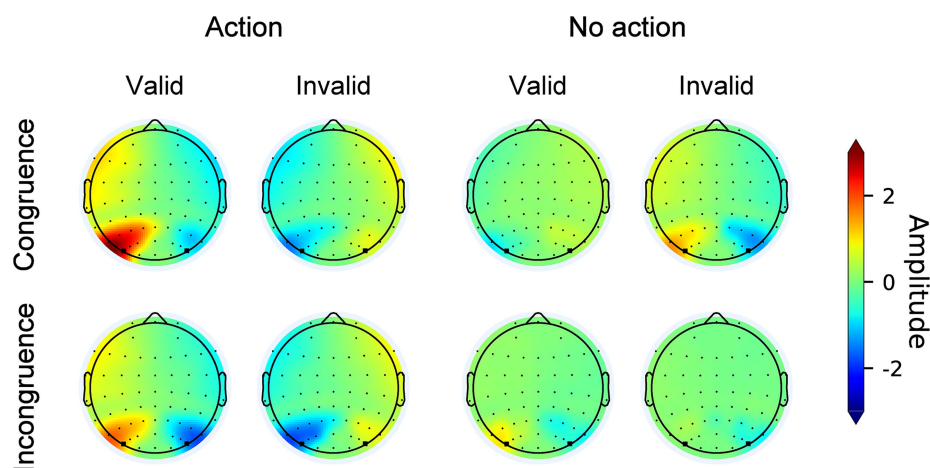 Action
No action
Valid
Invalid
Valid
Invalid
Congruence
Incongruence
2
0
-2
Amplitude